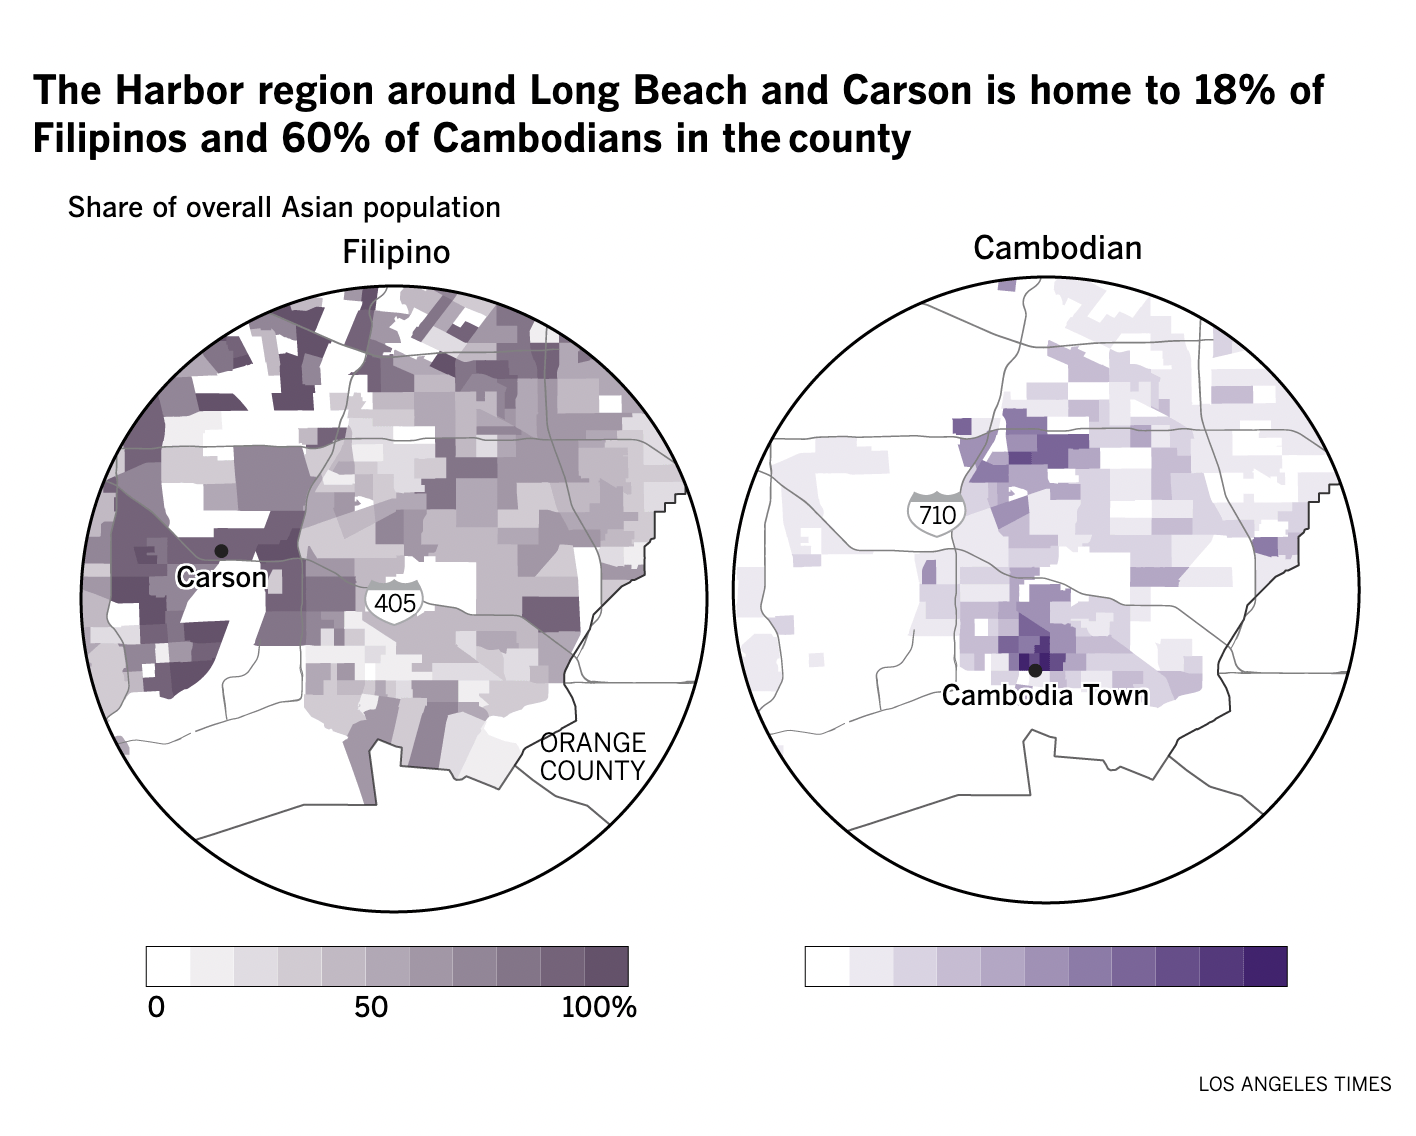 The Harbor region around Long Beach and Carson is home to 18% of
Filipinos and 60% of Cambodians in the county
Share of overall Asian population
Filipino
Cambodian
710
Carson
405
Cambodia Town
ORANGE
COUNTY
0 50 100%
LOS ANGELES TIMES